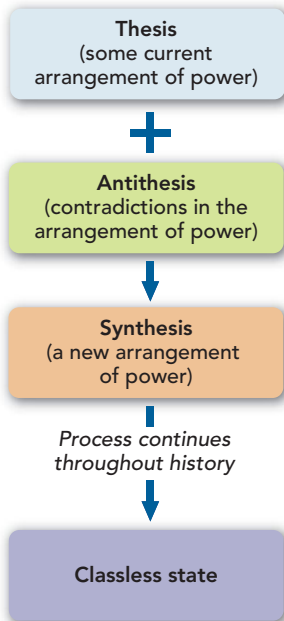 Thesis
(some current
arrangement of power)
Antithesis
(contradictions in the
arrangement of power)
Synthesis
(a new arrangement
of power)
Process continues
throughout history
Classless state